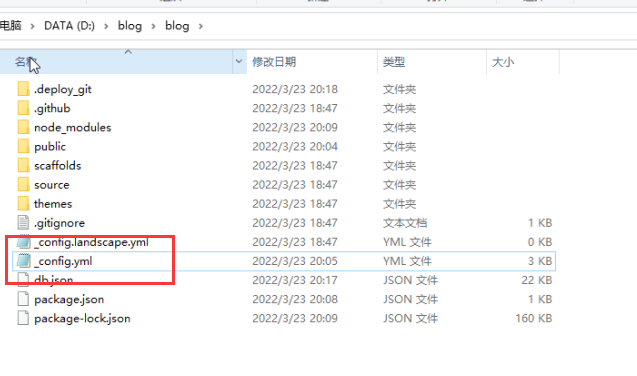 电脑 > DATA (D:) > blog > blog >
名称 修改日期 类型 大小
.deploy_git 2022/3/23 20:18 文件夹
.github 2022/3/23 18:47 文件夹
node_modules 2022/3/23 20:09 文件夹
public 2022/3/23 20:04 文件夹
scaffolds 2022/3/23 18:47 文件夹
source 2022/3/23 18:47 文件夹
themes 2022/3/23 18:47 文件夹
.gitignore 2022/3/23 18:47 文本文档 1 KB
_config.landscape.yml 2022/3/23 18:47 YML 文件 0 KB
_config.yml 2022/3/23 20:05 YML 文件 3 KB
db.json 2022/3/23 20:17 JSON 文件 22 KB
package.json 2022/3/23 20:08 JSON 文件 1 KB
package-lock.json 2022/3/23 20:09 JSON 文件 160 KB